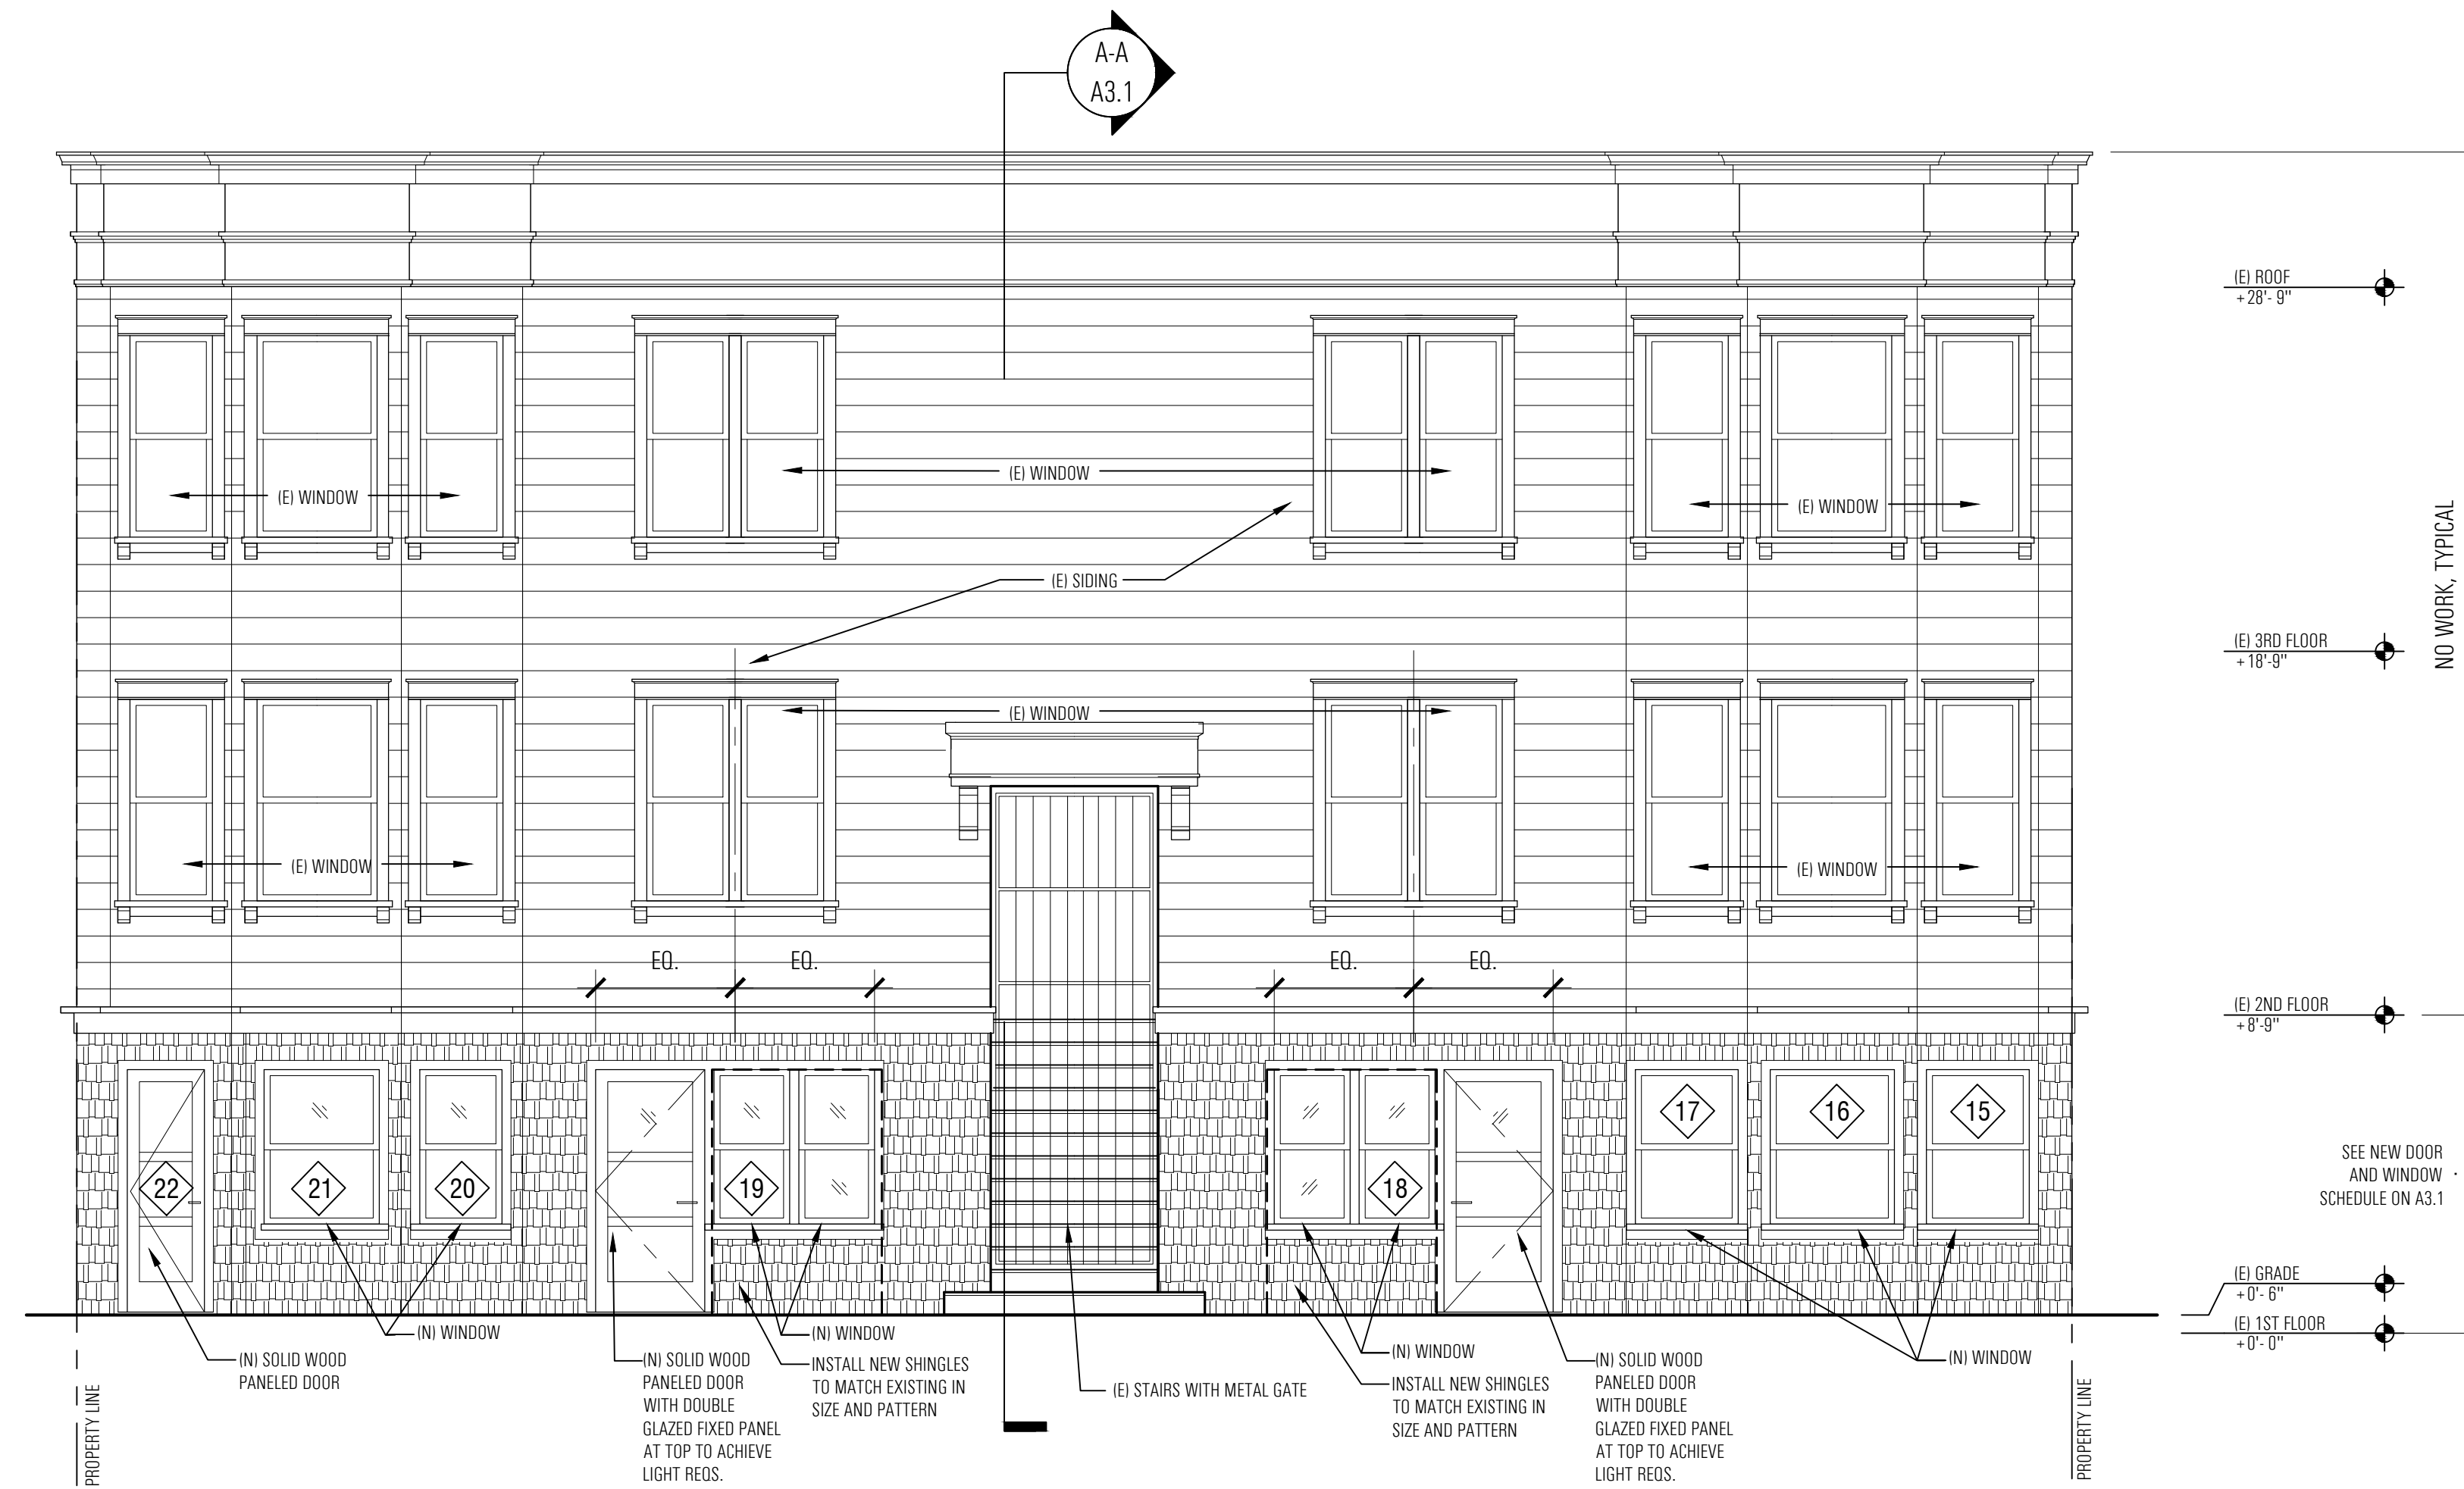 A-A
A3.1
(E) ROOF
+28'- 9"
(E) WINDOW
(E) WINDOW
(E) WINDOW
NO WORK, TYPICAL
(E) SIDING
(E) 3RD FLOOR
+18'-9"
(E) WINDOW
(E) WINDOW
(E) WINDOW
EQ.
EQ.
EQ.
EQ.
(E) 2ND FLOOR
+8'-9"
17
16
15
22
21
20
19
18
SEE NEW DOOR
AND WINDOW
SCHEDULE ON A3.1
(E) GRADE
+0'- 6"
(E) 1ST FLOOR
+0'- 0"
PROPERTY LINE
(N) SOLID WOOD
PANELED DOOR
(N) WINDOW
(N) SOLID WOOD
PANELED DOOR
WITH DOUBLE
GLAZED FIXED PANEL
AT TOP TO ACHIEVE
LIGHT REQS.
(N) WINDOW
INSTALL NEW SHINGLES
TO MATCH EXISTING IN
SIZE AND PATTERN
(E) STAIRS WITH METAL GATE
(N) WINDOW
INSTALL NEW SHINGLES
TO MATCH EXISTING IN
SIZE AND PATTERN
(N) SOLID WOOD
PANELED DOOR
WITH DOUBLE
GLAZED FIXED PANEL
AT TOP TO ACHIEVE
LIGHT REQS.
(N) WINDOW
PROPERTY LINE